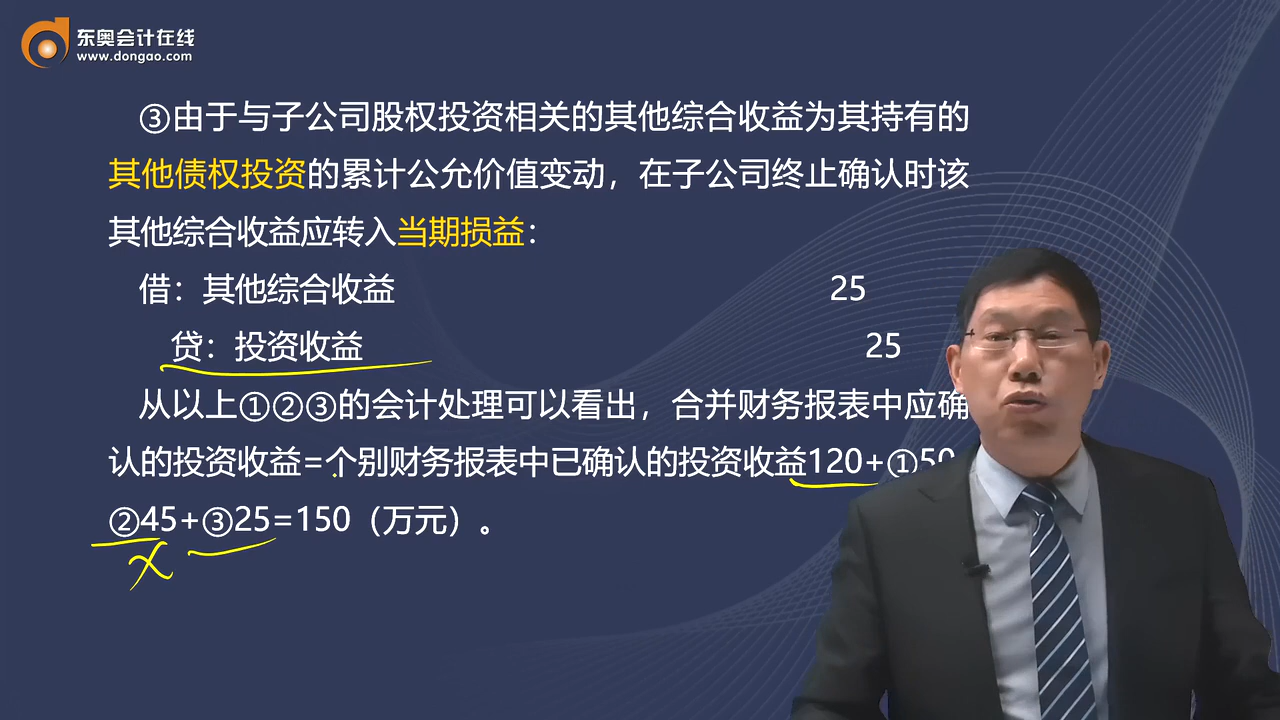 东奥会计在线
www.dongao.com
③由于与子公司股权投资相关的其他综合收益为其持有的
其他债权投资的累计公允价值变动，在子公司终止确认时该
其他综合收益应转入当期损益：
借：其他综合收益 25
贷：投资收益 25
从以上①②③的会计处理可以看出，合并财务报表中应确
认的投资收益=个别财务报表中已确认的投资收益120+①50
②45+③25=150（万元）。